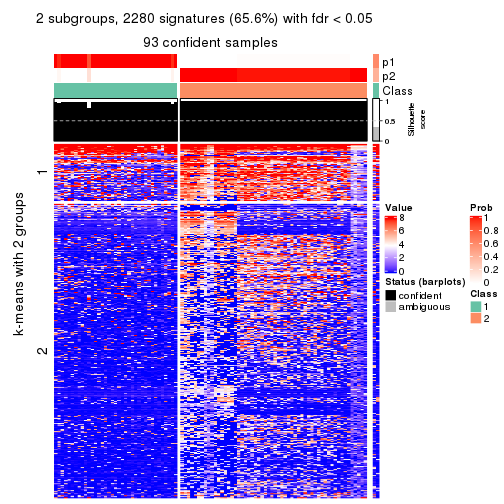 2 subgroups, 2280 signatures (65.6%) with fdr < 0.05
93 confident samples
p1
p2
Class
1
0.5
0
Silhouette
score
1
2
k-means with 2 groups
Value
8
6
4
2
0
Status (barplots)
confident
ambiguous
Prob
1
0.8
0.6
0.4
0.2
0
Class
1
2